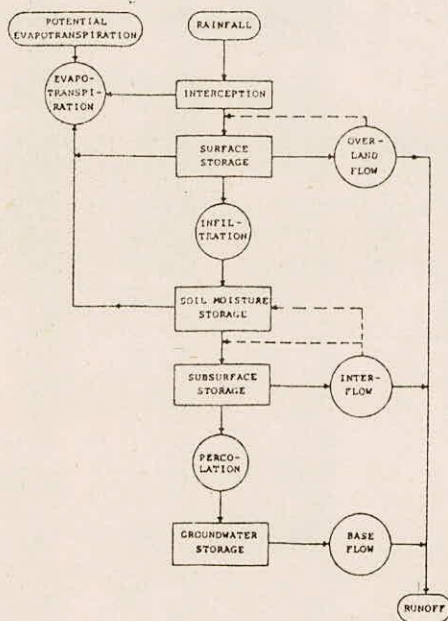 POTENTIAL
EVAPOTRANSPIRATION
RAINFALL
EVAPO-
TRANSPI-
RATION
INTERCEPTION
SURFACE
STORAGE
OVER-
LAND
FLOW
INFIL-
TRATION
SOIL MOISTURE
STORAGE
SUBSURFACE
STORAGE
INTER-
FLOW
PERCO-
LATION
GROUNDWATER
STORAGE
BASE
FLOW
RUNOFF